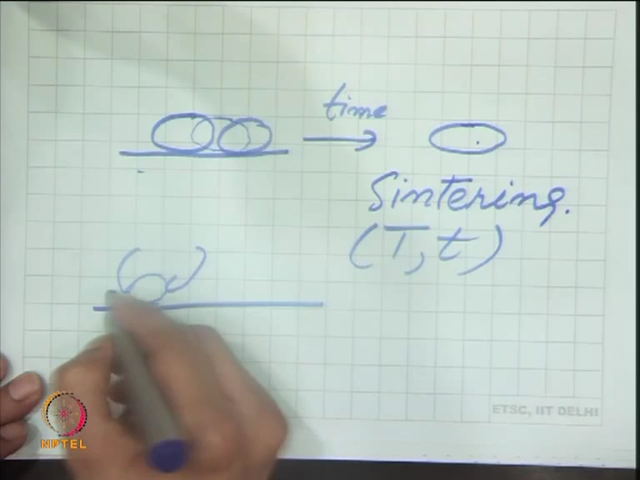 time
Sintering.
(T, t)
ETSC, IIT DELHI
NPTEL